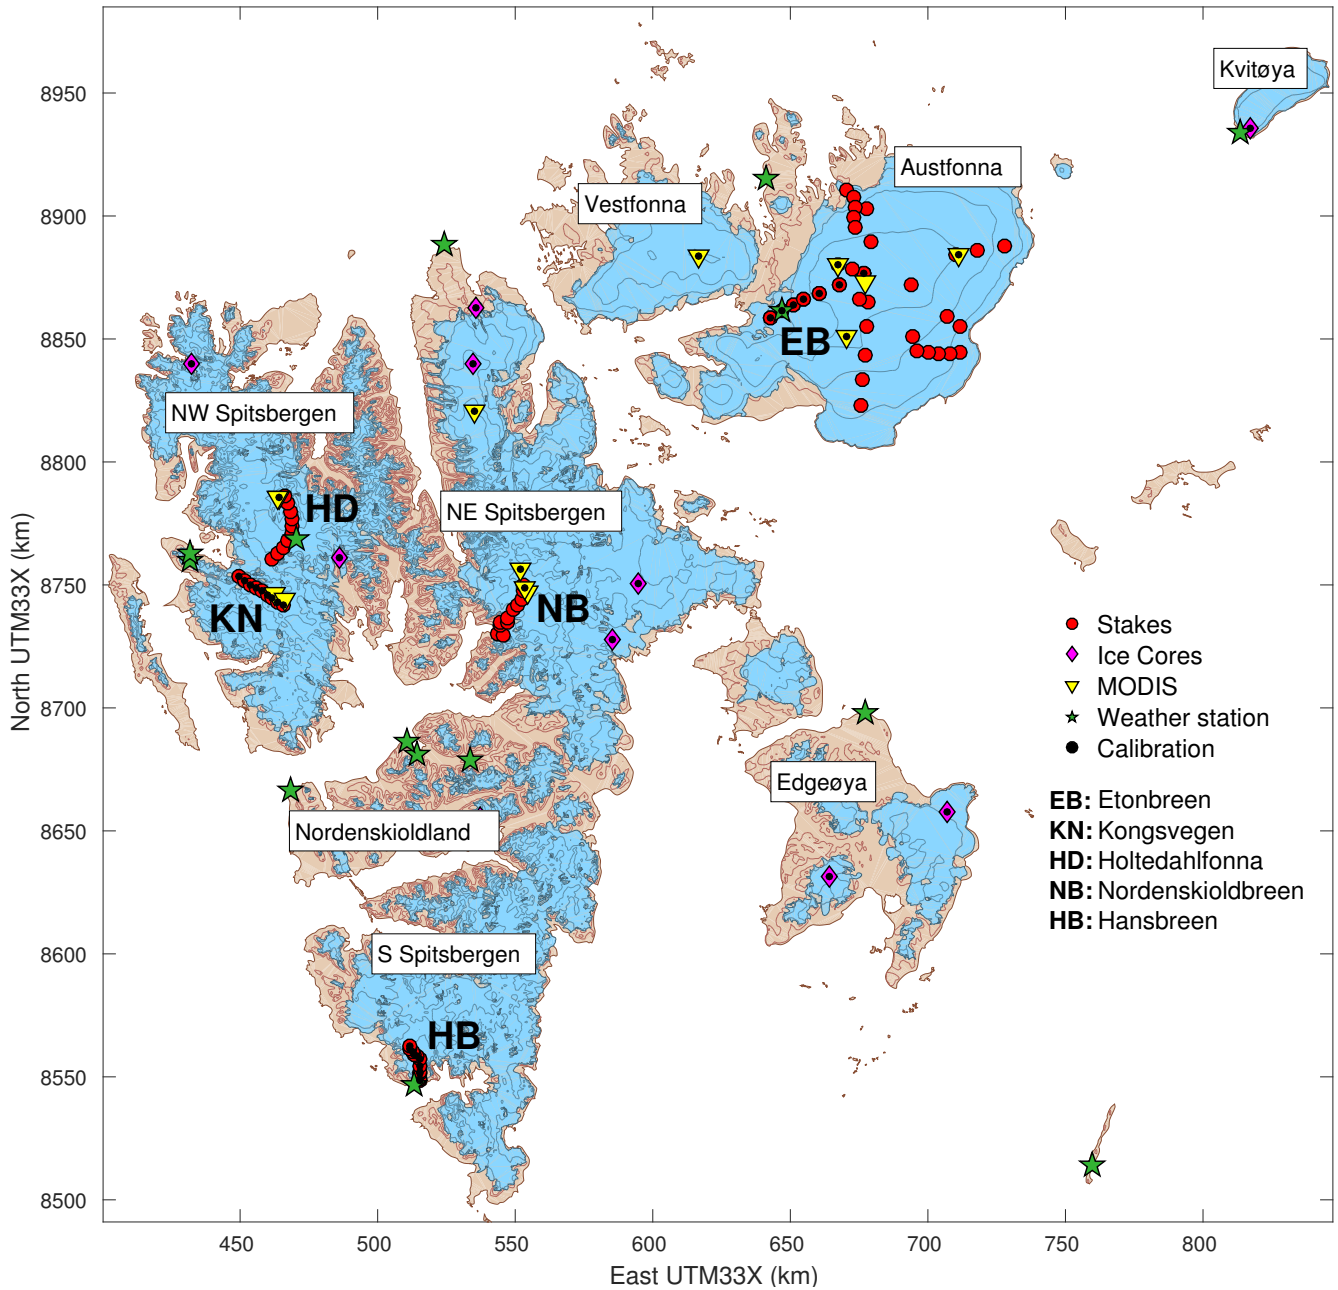 8950
8900
8850
8800
8750
8700
8650
8600
8550
8500
North UTM33X (km)
Kvitøya
Austfonna
Vestfonna
EB
NW Spitsbergen
HD
NE Spitsbergen
KN
NB
Edgeøya
Nordenskioldland
S Spitsbergen
HB
Stakes
Ice Cores
MODIS
Weather station
Calibration
EB: Etonbreen
KN: Kongsvegen
HD: Holtedahlfonna
NB: Nordenskioldbreen
HB: Hansbreen
450 500 550 600 650 700 750 800
East UTM33X (km)